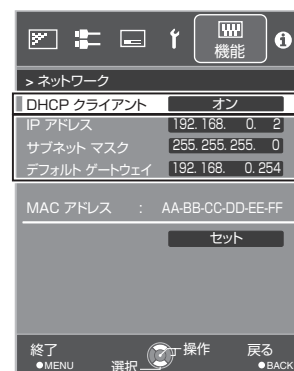 機能
> ネットワーク
DHCP クライアント オン
IP アドレス 192. 168. 0. 2
サブネット マスク 255. 255. 255. 0
デフォルト ゲートウェイ 192. 168. 0. 254
MAC アドレス : AA-BB-CC-DD-EE-FF
セット
終了 操作 戻る
●MENU 選択 ●BACK